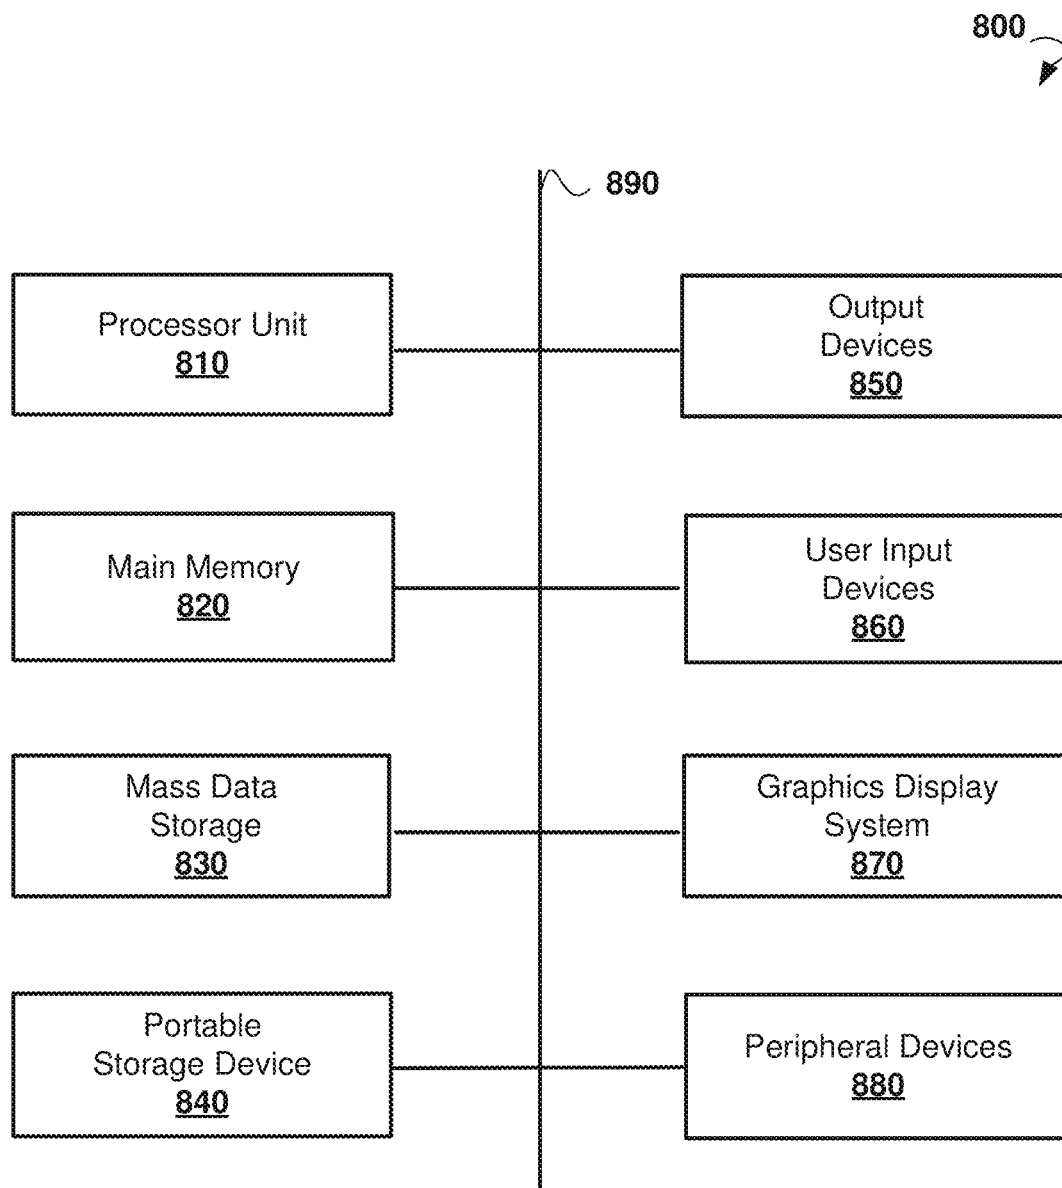 800
890
Processor Unit
810
Output
Devices
850
Main Memory
820
User Input
Devices
860
Mass Data
Storage
830
Graphics Display
System
870
Portable
Storage Device
840
Peripheral Devices
880